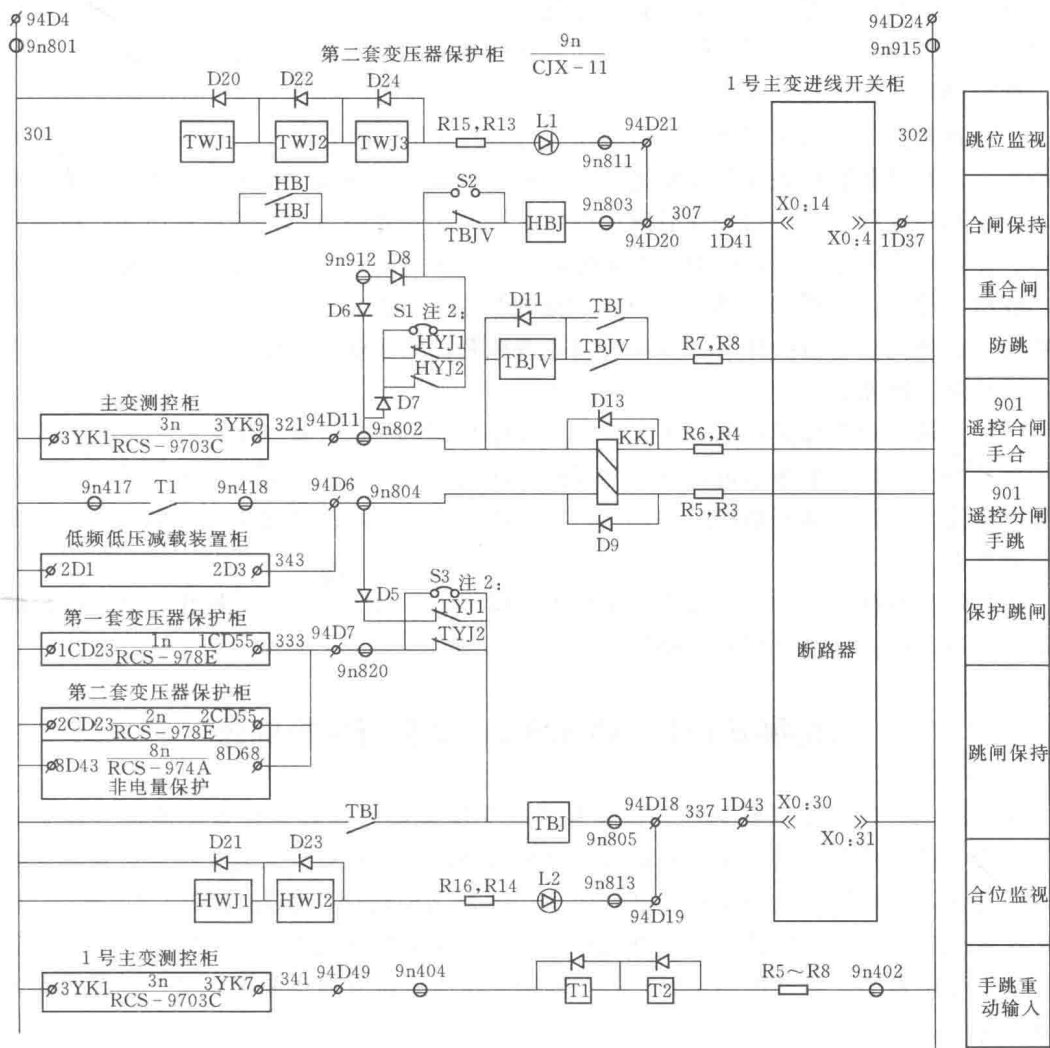 94D4
9n801
94D24
9n915
第二套变压器保护柜
9n
CJX-11
1号主变进线开关柜
D20
D22
D24
301
302
TWJ1
TWJ2
TWJ3
R15,R13
L1
9n811
94D21
跳位监视
HBJ
HBJ
S2
TBJV
HBJ
9n803
94D20
307
1D41
X0:14
X0:4
1D37
合闸保持
9n912
D8
D6
重合闸
S1 注 2:
HYJ1
HYJ2
D7
D11
TBJ
TBJV
TBJV
R7,R8
防跳
主变测控柜
3YK1
3n
RCS-9703C
3YK9
321
94D11
9n802
D13
KKJ
R6,R4
901
遥控合闸
手合
9n417
T1
9n418
94D6
9n804
R5,R3
D9
901
遥控分闸
手跳
低频低压减载装置柜
2D1
2D3
343
D5
S3
注 2:
TYJ1
TYJ2
保护跳闸
第一套变压器保护柜
1CD23
1n
RCS-978E
1CD55
333
94D7
9n820
断路器
第二套变压器保护柜
2CD23
2n
RCS-978E
2CD55
8D43
8n
RCS-974A
8D68
非电量保护
跳闸保持
TBJ
TBJ
94D18
9n805
337
1D43
X0:30
X0:31
D21
D23
HWJ1
HWJ2
R16,R14
L2
9n813
94D19
合位监视
1号主变测控柜
3YK1
3n
RCS-9703C
3YK7
341
94D49
9n404
T1
T2
R5～R8
9n402
手跳重
动输入